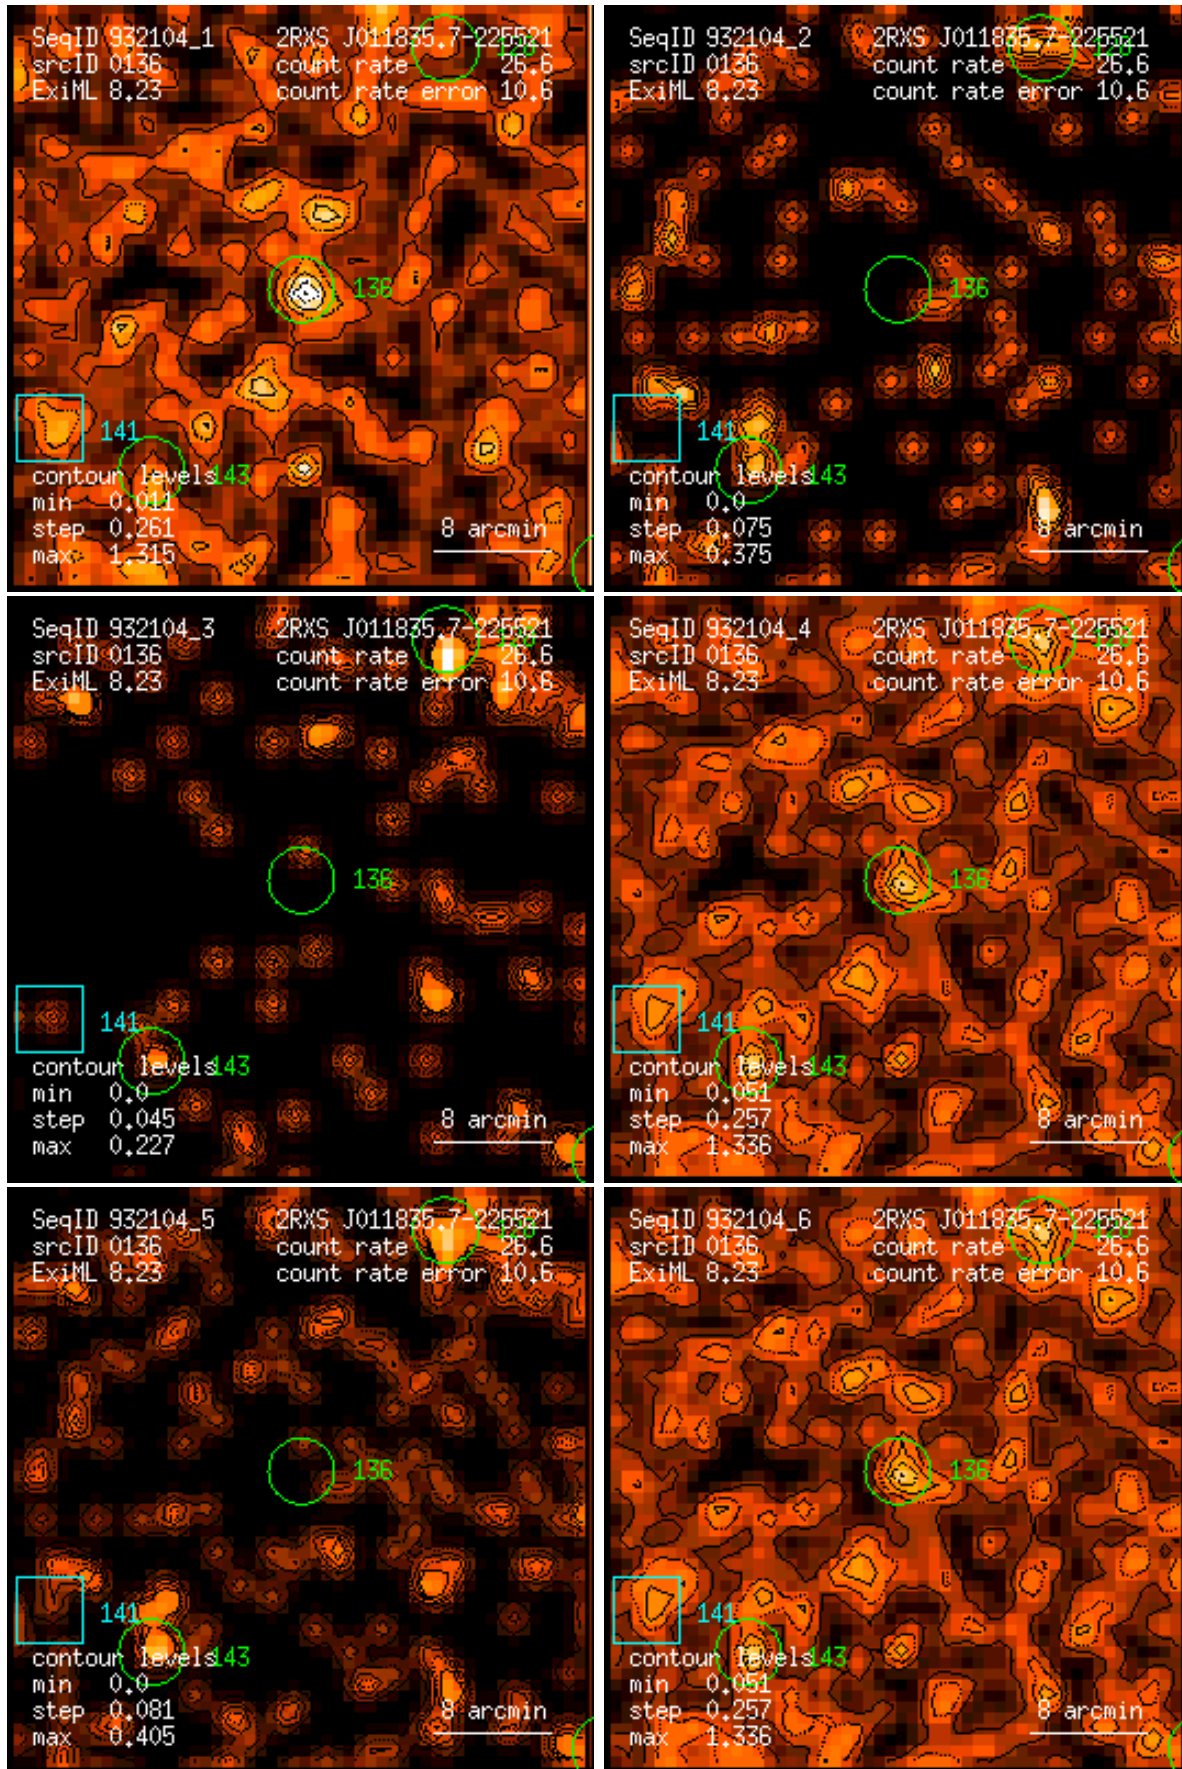 SeqID 932104_1 2RXS J011835.7-225521
srcID 0136 count rate 26.6
ExiML 8.23 count rate error 10.6
136
141
143
contour levels
min 0.011
step 0.261
max 1.315
8 arcmin
SeqID 932104_2 2RXS J011835.7-225521
srcID 0136 count rate 26.6
ExiML 8.23 count rate error 10.6
136
141
143
contour levels
min 0.0
step 0.075
max 0.375
8 arcmin
SeqID 932104_3 2RXS J011835.7-225521
srcID 0136 count rate 26.6
ExiML 8.23 count rate error 10.6
136
141
143
contour levels
min 0.0
step 0.045
max 0.227
8 arcmin
SeqID 932104_4 2RXS J011835.7-225521
srcID 0136 count rate 26.6
ExiML 8.23 count rate error 10.6
136
141
143
contour levels
min 0.051
step 0.257
max 1.336
8 arcmin
SeqID 932104_5 2RXS J011835.7-225521
srcID 0136 count rate 26.6
ExiML 8.23 count rate error 10.6
136
141
143
contour levels
min 0.0
step 0.081
max 0.405
8 arcmin
SeqID 932104_6 2RXS J011835.7-225521
srcID 0136 count rate 26.6
ExiML 8.23 count rate error 10.6
136
141
143
contour levels
min 0.051
step 0.257
max 1.336
8 arcmin